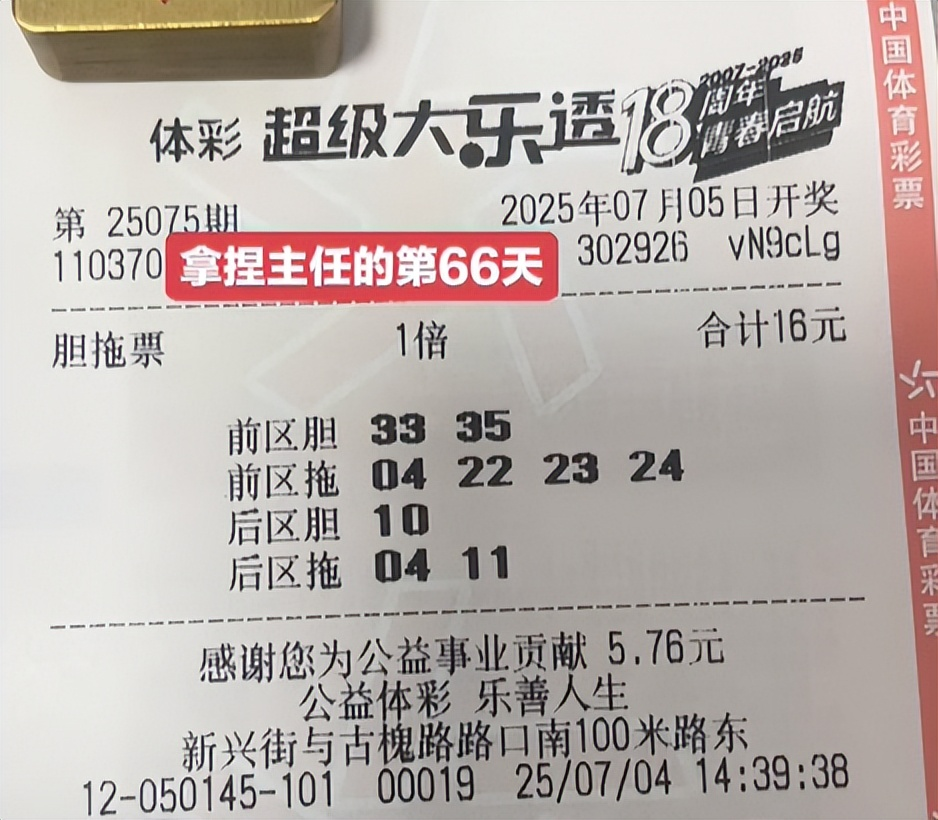 体彩 超级大乐透 18 2007-2025
周年
青春启航
第 25075期 2025年07月05日开奖
110370 302926 vN9cLg
拿捏主任的第66天
胆拖票 1倍 合计16元
前区胆 33 35
前区拖 04 22 23 24
后区胆 10
后区拖 04 11
感谢您为公益事业贡献 5.76元
公益体彩 乐善人生
新兴街与古槐路路口南100米路东
12-050145-101 00019 25/07/04 14:39:38
中国体育彩票
中国体育彩票